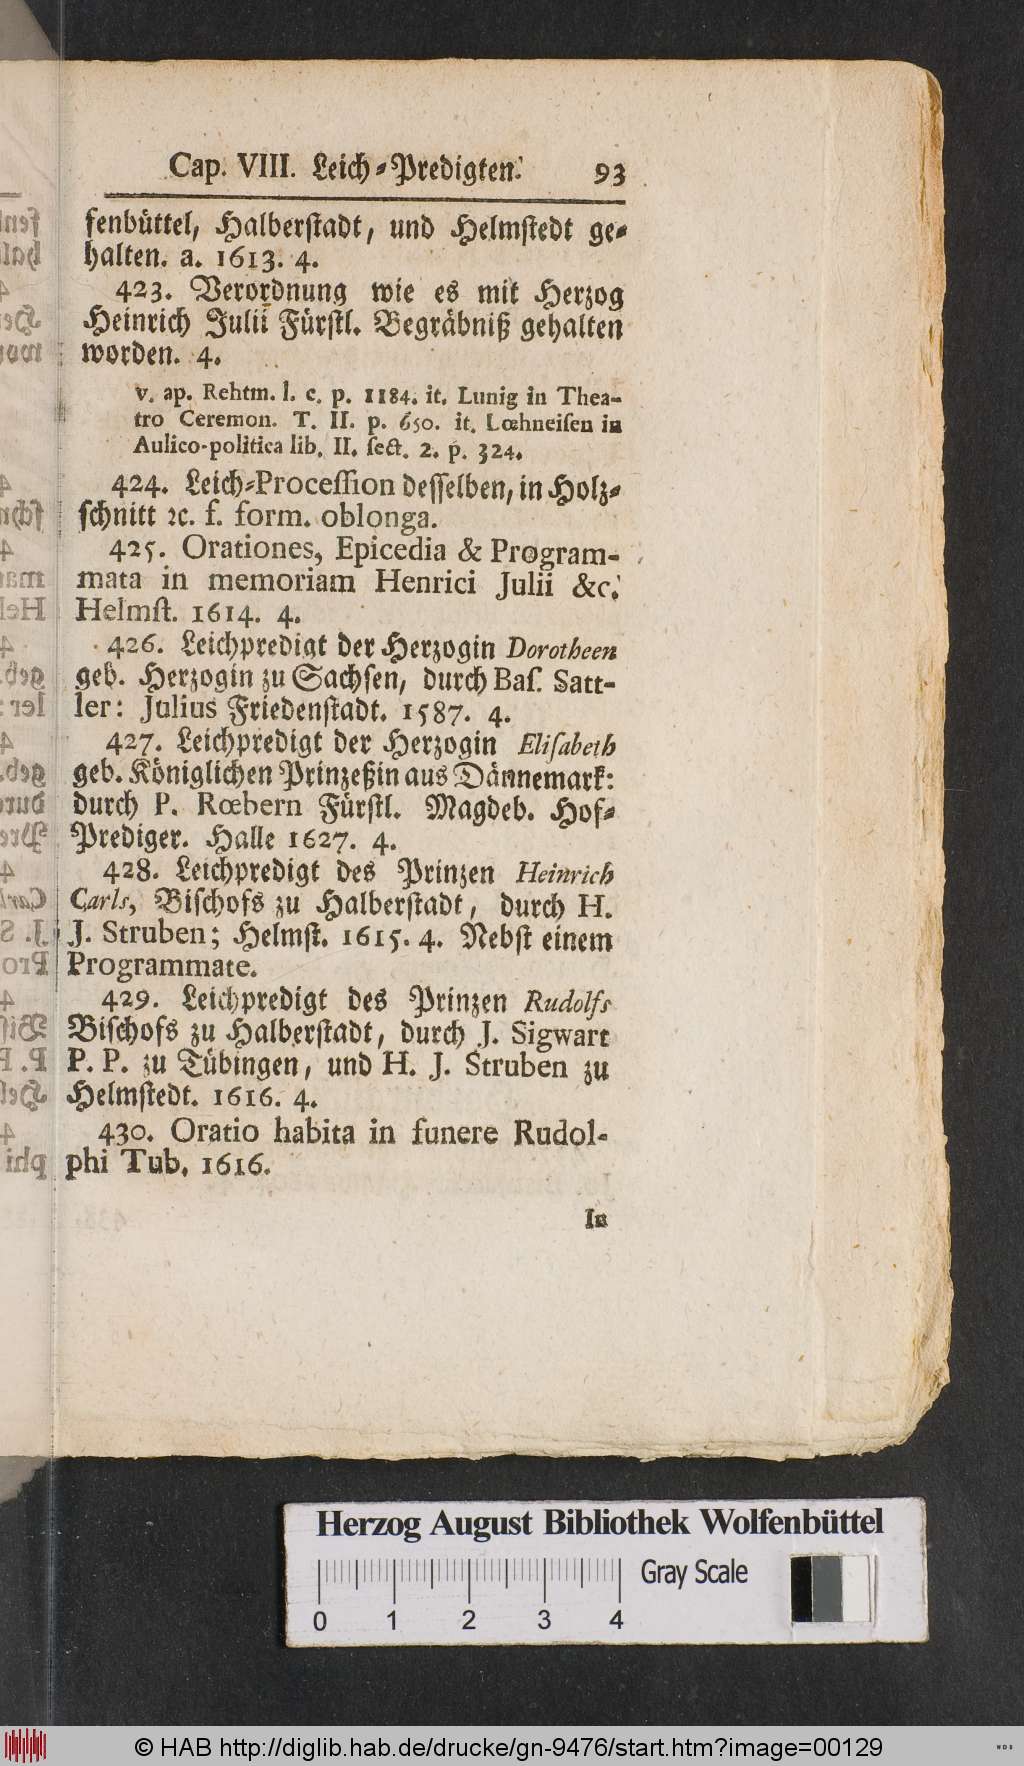 Cap. VIII. Leich-Predigten. 93
fenbüttel, Halberstadt, und Helmstedt ge-
halten. a. 1613. 4.
423. Verordnung wie es mit Herzog
Heinrich Julii Fürstl. Begräbniß gehalten
worden. 4.
v. ap. Rehtm. l. c. p. 1184. it. Lunig in Thea-
tro Ceremon. T. II. p. 650. it. Lœhneisen in
Aulico-politica lib. II. sect. 2. p. 324.
424. Leich-Procession desselben, in Holz-
schnitt ꝛc. f. form. oblonga.
425. Orationes, Epicedia & Program-
mata in memoriam Henrici Julii &c.
Helmst. 1614. 4.
426. Leichpredigt der Herzogin Dorotheen
geb. Herzogin zu Sachsen, durch Bas. Satt-
ler: Julius Friedenstadt. 1587. 4.
427. Leichpredigt der Herzogin Elisabeth
geb. Königlichen Prinzeßin aus Dännemark:
durch P. Rœbern Fürstl. Magdeb. Hof-
Prediger. Halle 1627. 4.
428. Leichpredigt des Prinzen Heinrich
Carls, Bischofs zu Halberstadt, durch H.
J. Struben; Helmst. 1615. 4. Nebst einem
Programmate.
429. Leichpredigt des Prinzen Rudolfs
Bischofs zu Halberstadt, durch J. Sigwart
P. P. zu Tübingen, und H. J. Struben zu
Helmstedt. 1616. 4.
430. Oratio habita in funere Rudol-
phi Tub. 1616.
In
Herzog August Bibliothek Wolfenbüttel
Gray Scale
0 1 2 3 4
© HAB http://diglib.hab.de/drucke/gn-9476/start.htm?image=00129